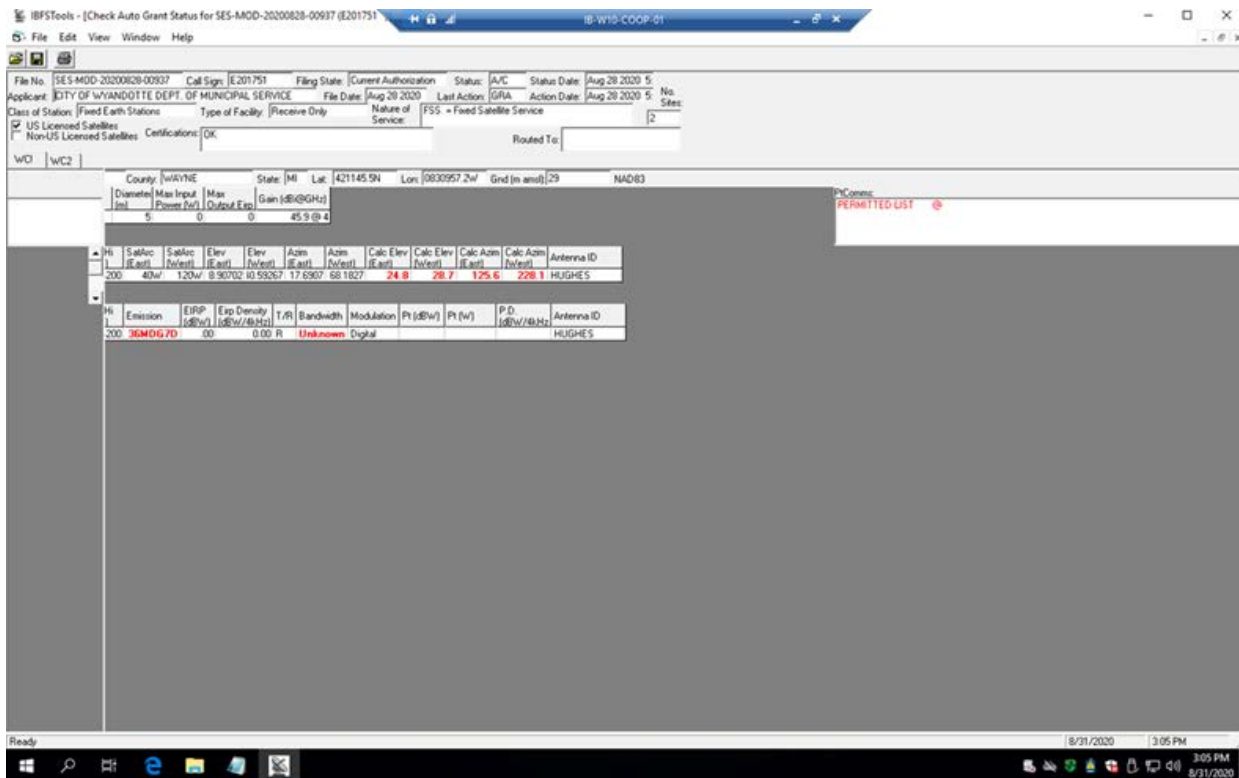 IBFSTools - [Check Auto Grant Status for SES-MOD-20200828-00937 (E201751
IB-W10-COOP-01
File Edit View Window Help
File No. SES-MOD-20200828-00937 Call Sign: E201751 Filing State: Current Authorization Status: A/C Status Date: Aug 28 2020 5:
Applicant: CITY OF WYANDOTTE DEPT. OF MUNICIPAL SERVICE File Date: Aug 28 2020 Last Action: GRA Action Date: Aug 28 2020 5: No. Sites: 2
Class of Station: Fixed Earth Stations Type of Facility: Receive Only Nature of Service: FSS. = Fixed Satellite Service
US Licensed Satellites
Non-US Licensed Satellites Certifications: OK Routed To:
WC1 WC2
County: WAYNE State: MI Lat: 421145.5N Lon: 0830957.2W Gnd (m amsl): 29 NAD83
Diameter (m) Max Input Power (W) Max Output Eirp Gain (dBi@GHz)
5 0 0 45.9 @ 4
PtComms:
PERMITTED LIST @
Hi ) SatArc (East) SatArc (West) Elev (East) Elev (West) Azim (East) Azim (West) Calc Elev (East) Calc Elev (West) Calc Azim (East) Calc Azim (West) Antenna ID
200 40W 120W 8.90702 17.6907 68.1827 24.8 28.7 125.6 228.1 HUGHES
Hi ) Emission EIRP (dBW) Eirp Density (dBW/4kHz) T/R Bandwidth Modulation Pt (dBW) Pt (W) P.D. (dBW/4kHz Antenna ID
200 36M0G7D .00 0.00 R Unknown Digital HUGHES
Ready 8/31/2020 3:05 PM
3:05 PM
8/31/2020